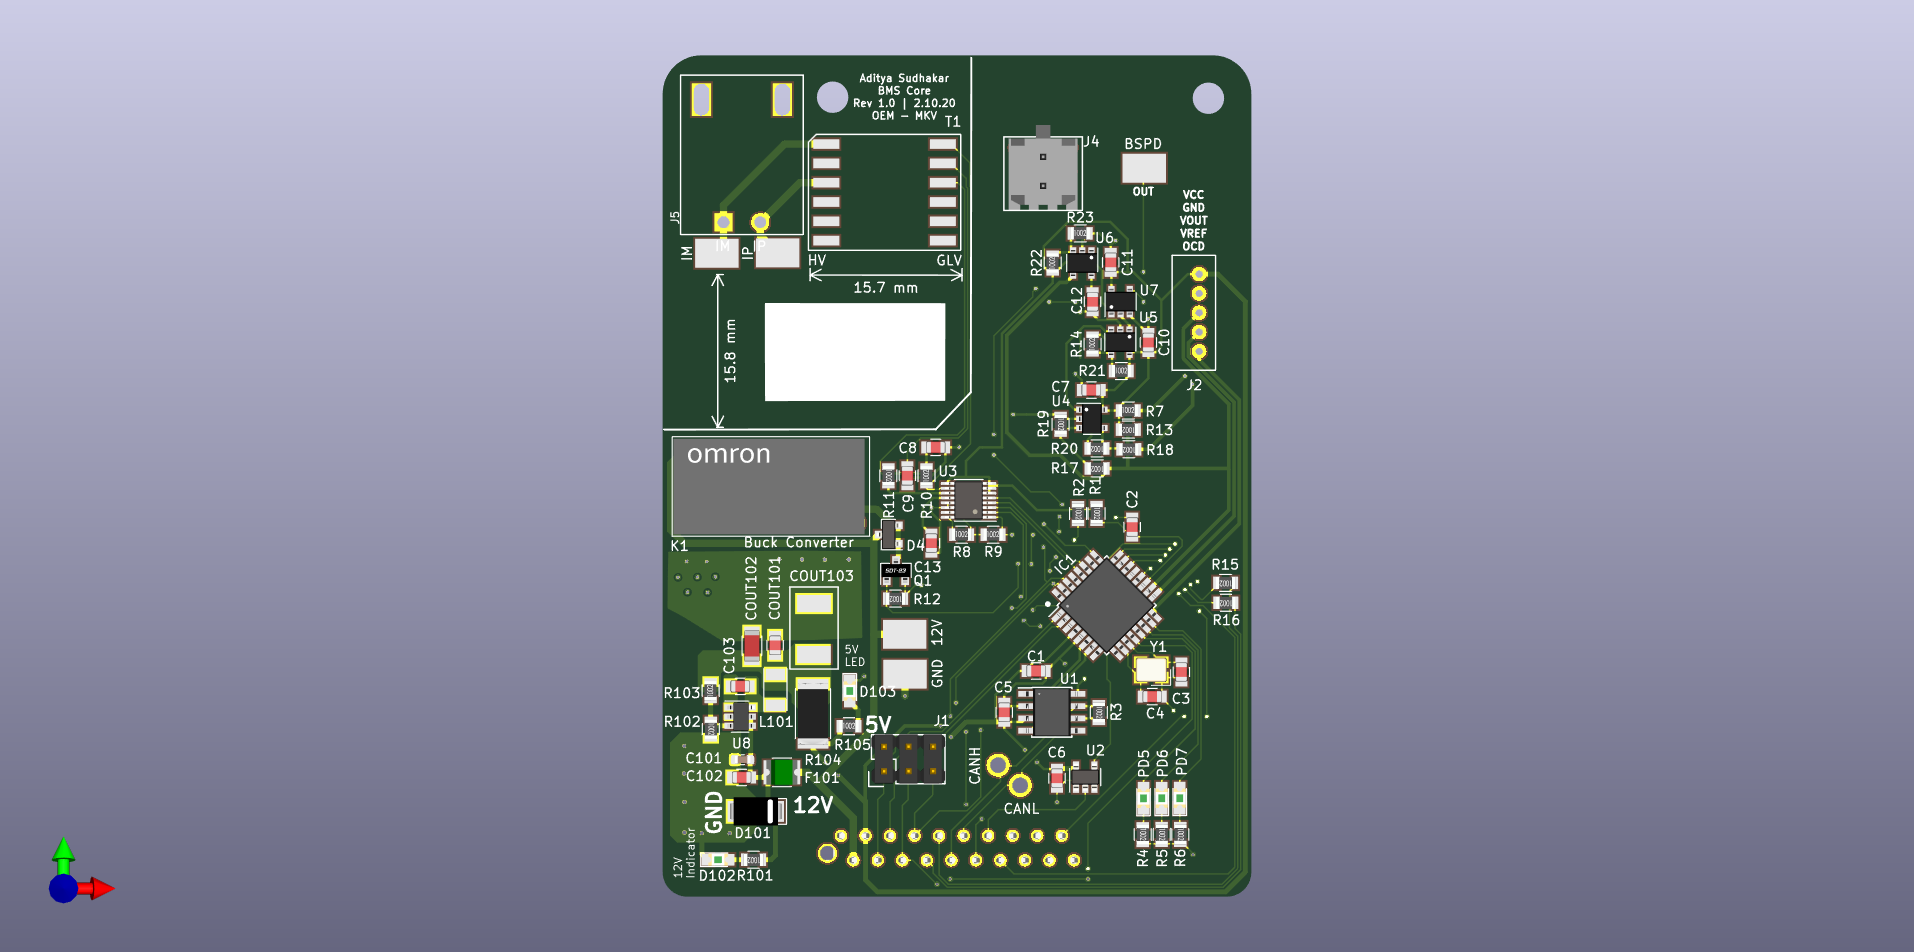 Aditya Sudhakar
BMS Core
Rev 1.0 | 2.10.20
OEM - MKV
T1
J4
BSPD
OUT
VCC
GND
VOUT
VREF
OCD
J5
R23
U6
IM
IM
IP
IP
HV
GLV
R22
C11
15.7 mm
C12
U7
U5
15.8 mm
R14
C10
R21
J2
C7
U4
R7
R19
R13
R20
R18
R17
omron
C8
U3
R11
C9
R10
R2
R1
C2
K1
Buck Converter
D4
R8
R9
IC1
R15
COUT102
COUT101
COUT103
C13
SOT-23
Q1
R12
R16
12V
C103
5V
LED
Y1
GND
C1
R103
D103
U1
C3
C5
C4
R3
R102
L101
5V
J1
U8
R105
R104
C101
C102
F101
CANH
C6
U2
PD5
PD6
PD7
GND
12V
CANL
D101
12V
Indicator
R4
R5
R6
D102
R101